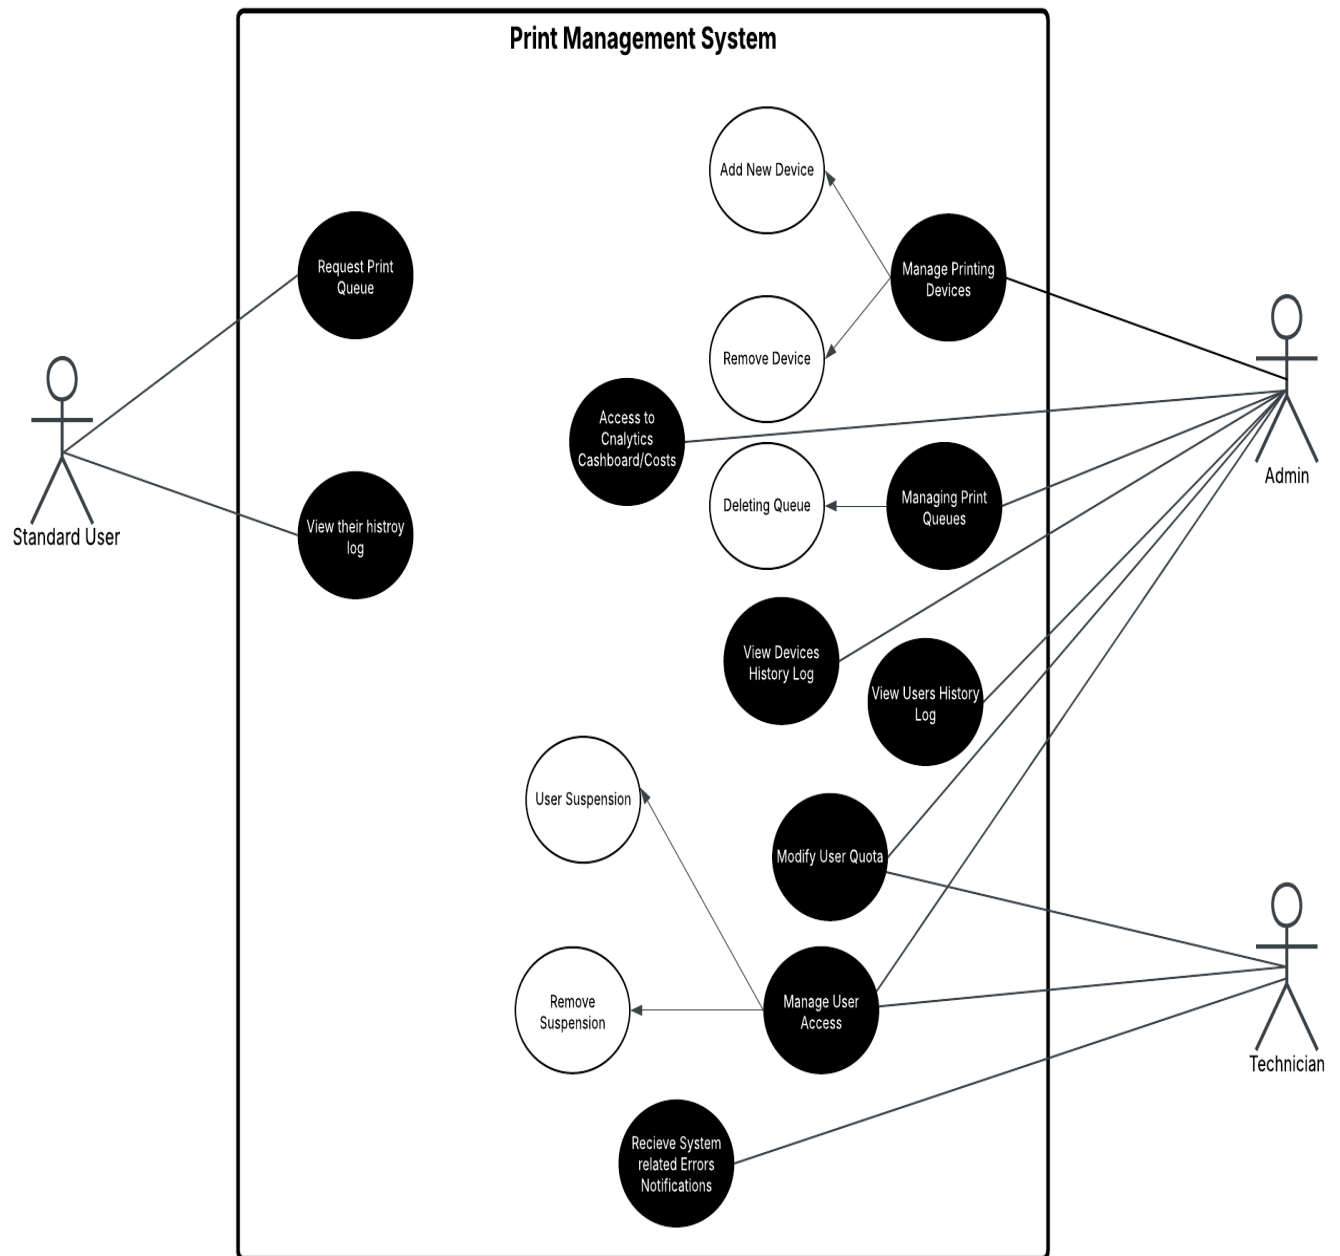 Print Management System
Add New Device
Request Print
Queue
Manage Printing
Devices
Remove Device
Access to
Cnalytics
Cashboard/Costs
Admin
Deleting Queue
Managing Print
Queues
Standard User
View their histroy
log
View Devices
History Log
View Users History
Log
User Suspension
Modify User Quota
Remove
Suspension
Manage User
Access
Technician
Recieve System
related Errors
Notifications